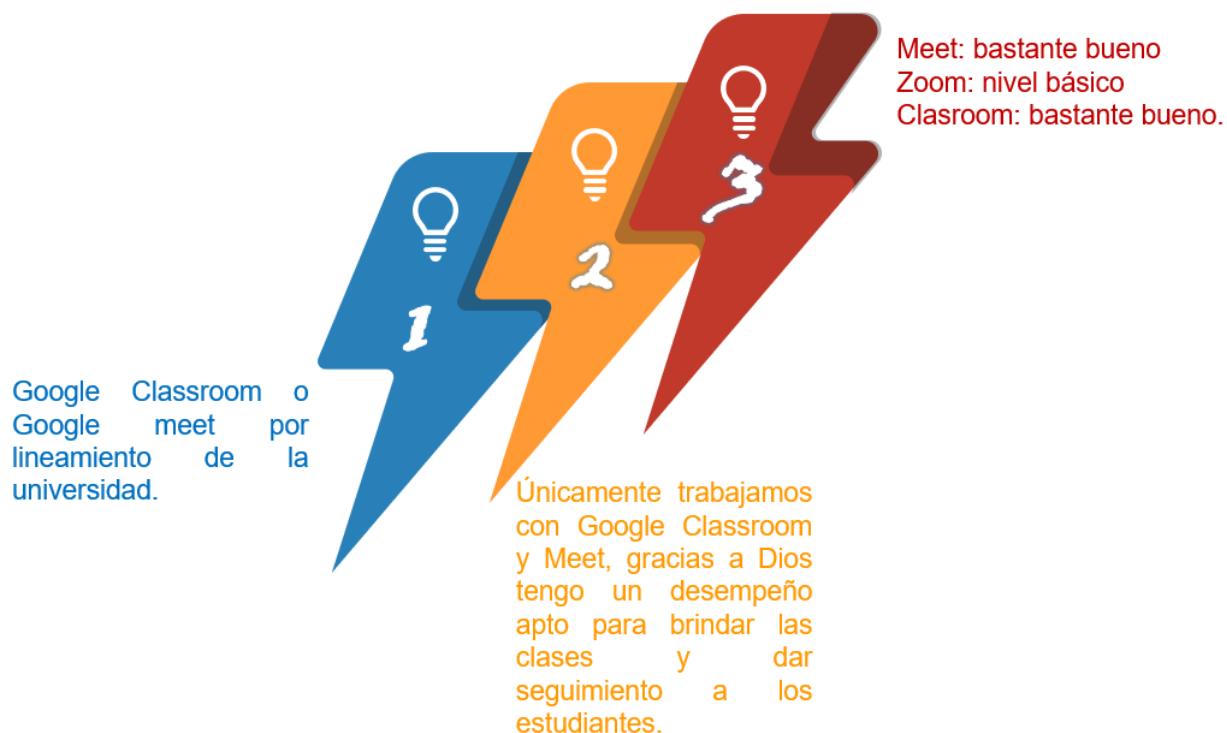 Meet: bastante bueno
Zoom: nivel básico
Clasroom: bastante bueno.
3
2
1
Google Classroom o
Google meet por
lineamiento de la
universidad.
Únicamente trabajamos
con Google Classroom
y Meet, gracias a Dios
tengo un desempeño
apto para brindar las
clases y dar
seguimiento a los
estudiantes.